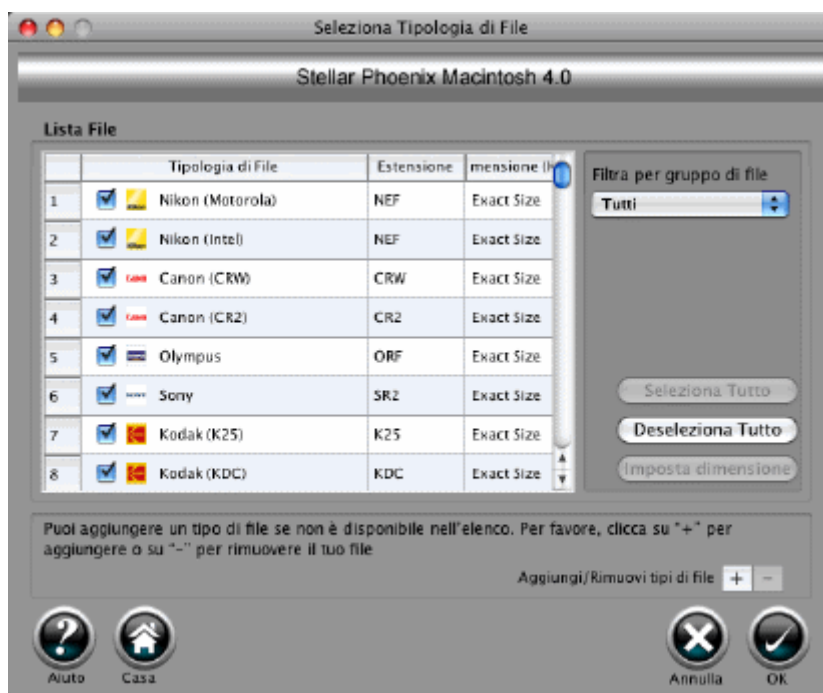 Seleziona Tipologia di File
Stellar Phoenix Macintosh 4.0
Lista File
Tipologia di File Estensione mensione (K
1 Nikon (Motorola) NEF Exact Size
2 Nikon (Intel) NEF Exact Size
3 Canon (CRW) CRW Exact Size
4 Canon (CR2) CR2 Exact Size
5 Olympus ORF Exact Size
6 Sony SR2 Exact Size
7 Kodak (K25) K25 Exact Size
8 Kodak (KDC) KDC Exact Size
Filtra per gruppo di file
Tutti
Seleziona Tutto
Deseleziona Tutto
Imposta dimensione
Puoi aggiungere un tipo di file se non è disponibile nell'elenco. Per favore, clicca su "+" per
aggiungere o su "-" per rimuovere il tuo file
Aggiungi/Rimuovi tipi di file + -
Aiuto Casa Annulla OK